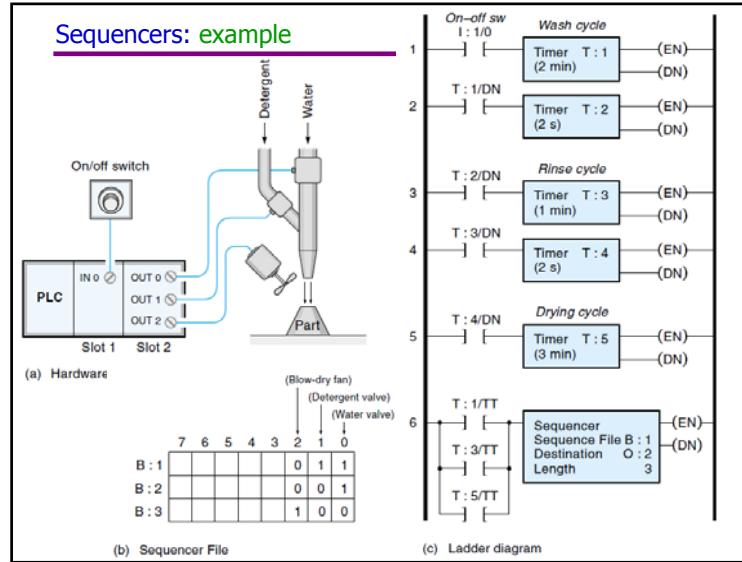 Sequencers: example
Detergent
Water
On/off switch
PLC
IN 0
OUT 0
OUT 1
OUT 2
Slot 1 Slot 2
Part
(a) Hardware
(Blow-dry fan)
(Detergent valve)
(Water valve)
7 6 5 4 3 2 1 0
B : 1 0 1 1
B : 2 0 0 1
B : 3 1 0 0
(b) Sequencer File
On–off sw
I : 1/0
Wash cycle
1
Timer T : 1
(2 min)
(EN)
(DN)
T : 1/DN
2
Timer T : 2
(2 s)
(EN)
(DN)
Rinse cycle
T : 2/DN
3
Timer T : 3
(1 min)
(EN)
(DN)
T : 3/DN
4
Timer T : 4
(2 s)
(EN)
(DN)
Drying cycle
T : 4/DN
5
Timer T : 5
(3 min)
(EN)
(DN)
T : 1/TT
6
T : 3/TT
T : 5/TT
Sequencer
Sequence File B : 1
Destination O : 2
Length 3
(EN)
(DN)
(c) Ladder diagram